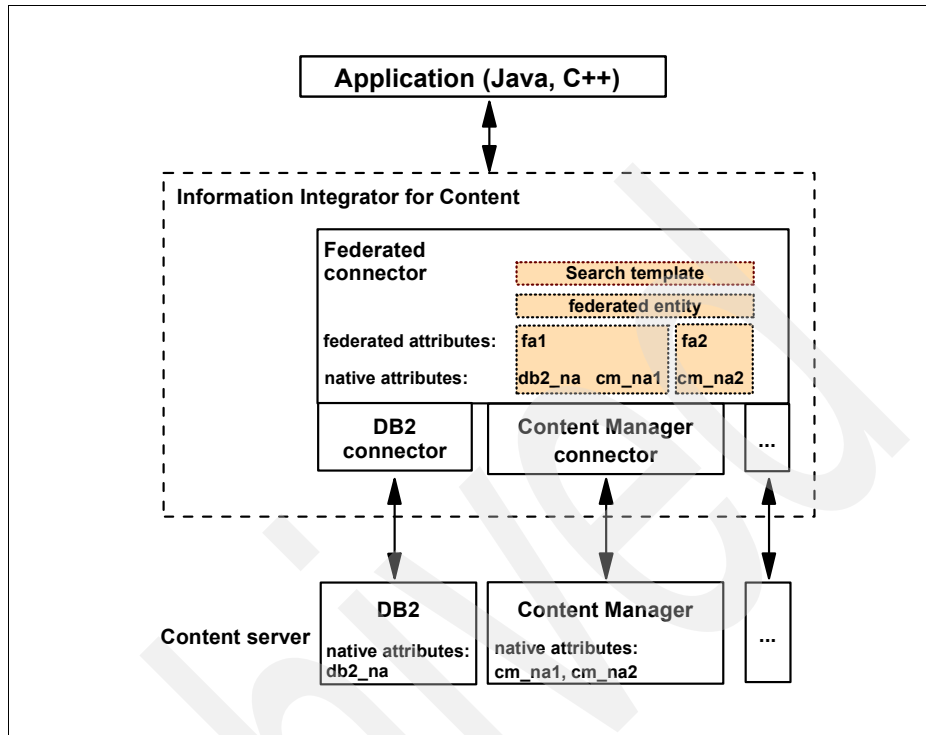 Application (Java, C++)
Information Integrator for Content
Federated
connector
Search template
federated entity
federated attributes: fa1 fa2
native attributes: db2_na cm_na1 cm_na2
DB2
connector
Content Manager
connector
...
Content server
DB2
native attributes:
db2_na
Content Manager
native attributes:
cm_na1, cm_na2
...